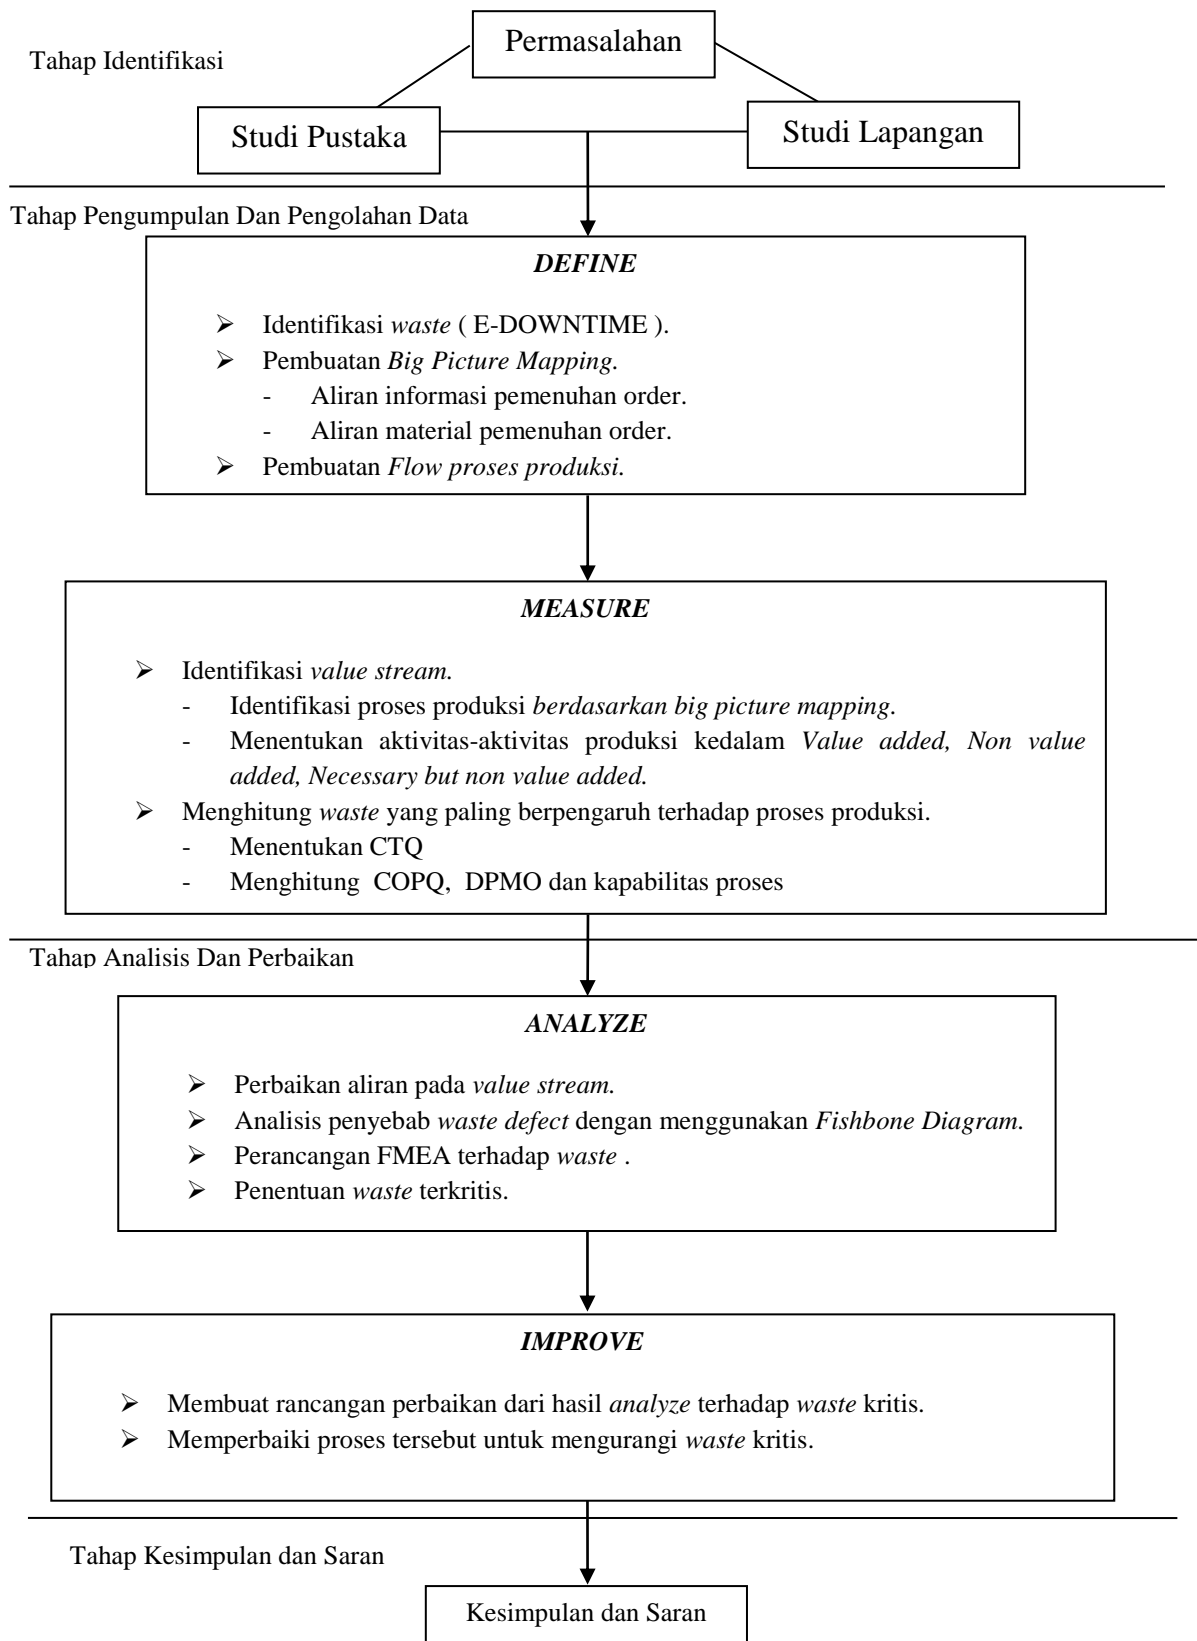 Permasalahan
Tahap Identifikasi
Studi Pustaka
Studi Lapangan
Tahap Pengumpulan Dan Pengolahan Data
DEFINE
➢ Identifikasi waste ( E-DOWNTIME ).
➢ Pembuatan Big Picture Mapping.
- Aliran informasi pemenuhan order.
- Aliran material pemenuhan order.
➢ Pembuatan Flow proses produksi.
MEASURE
➢ Identifikasi value stream.
- Identifikasi proses produksi berdasarkan big picture mapping.
- Menentukan aktivitas-aktivitas produksi kedalam Value added, Non value
added, Necessary but non value added.
➢ Menghitung waste yang paling berpengaruh terhadap proses produksi.
- Menentukan CTQ
- Menghitung COPQ, DPMO dan kapabilitas proses
Tahap Analisis Dan Perbaikan
ANALYZE
➢ Perbaikan aliran pada value stream.
➢ Analisis penyebab waste defect dengan menggunakan Fishbone Diagram.
➢ Perancangan FMEA terhadap waste .
➢ Penentuan waste terkritis.
IMPROVE
➢ Membuat rancangan perbaikan dari hasil analyze terhadap waste kritis.
➢ Memperbaiki proses tersebut untuk mengurangi waste kritis.
Tahap Kesimpulan dan Saran
Kesimpulan dan Saran